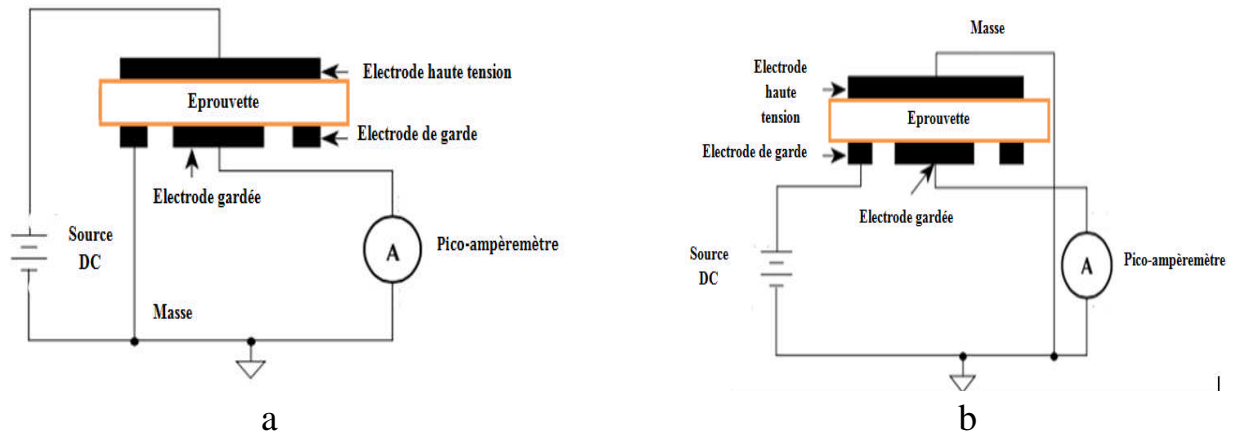 Electrode haute tension
Eprouvette
Electrode de garde
Electrode gardée
Source
DC
A
Pico-ampèremètre
Masse
a
Masse
Electrode
haute
tension
Eprouvette
Electrode de garde
Electrode gardée
Source
DC
A
Pico-ampèremètre
b